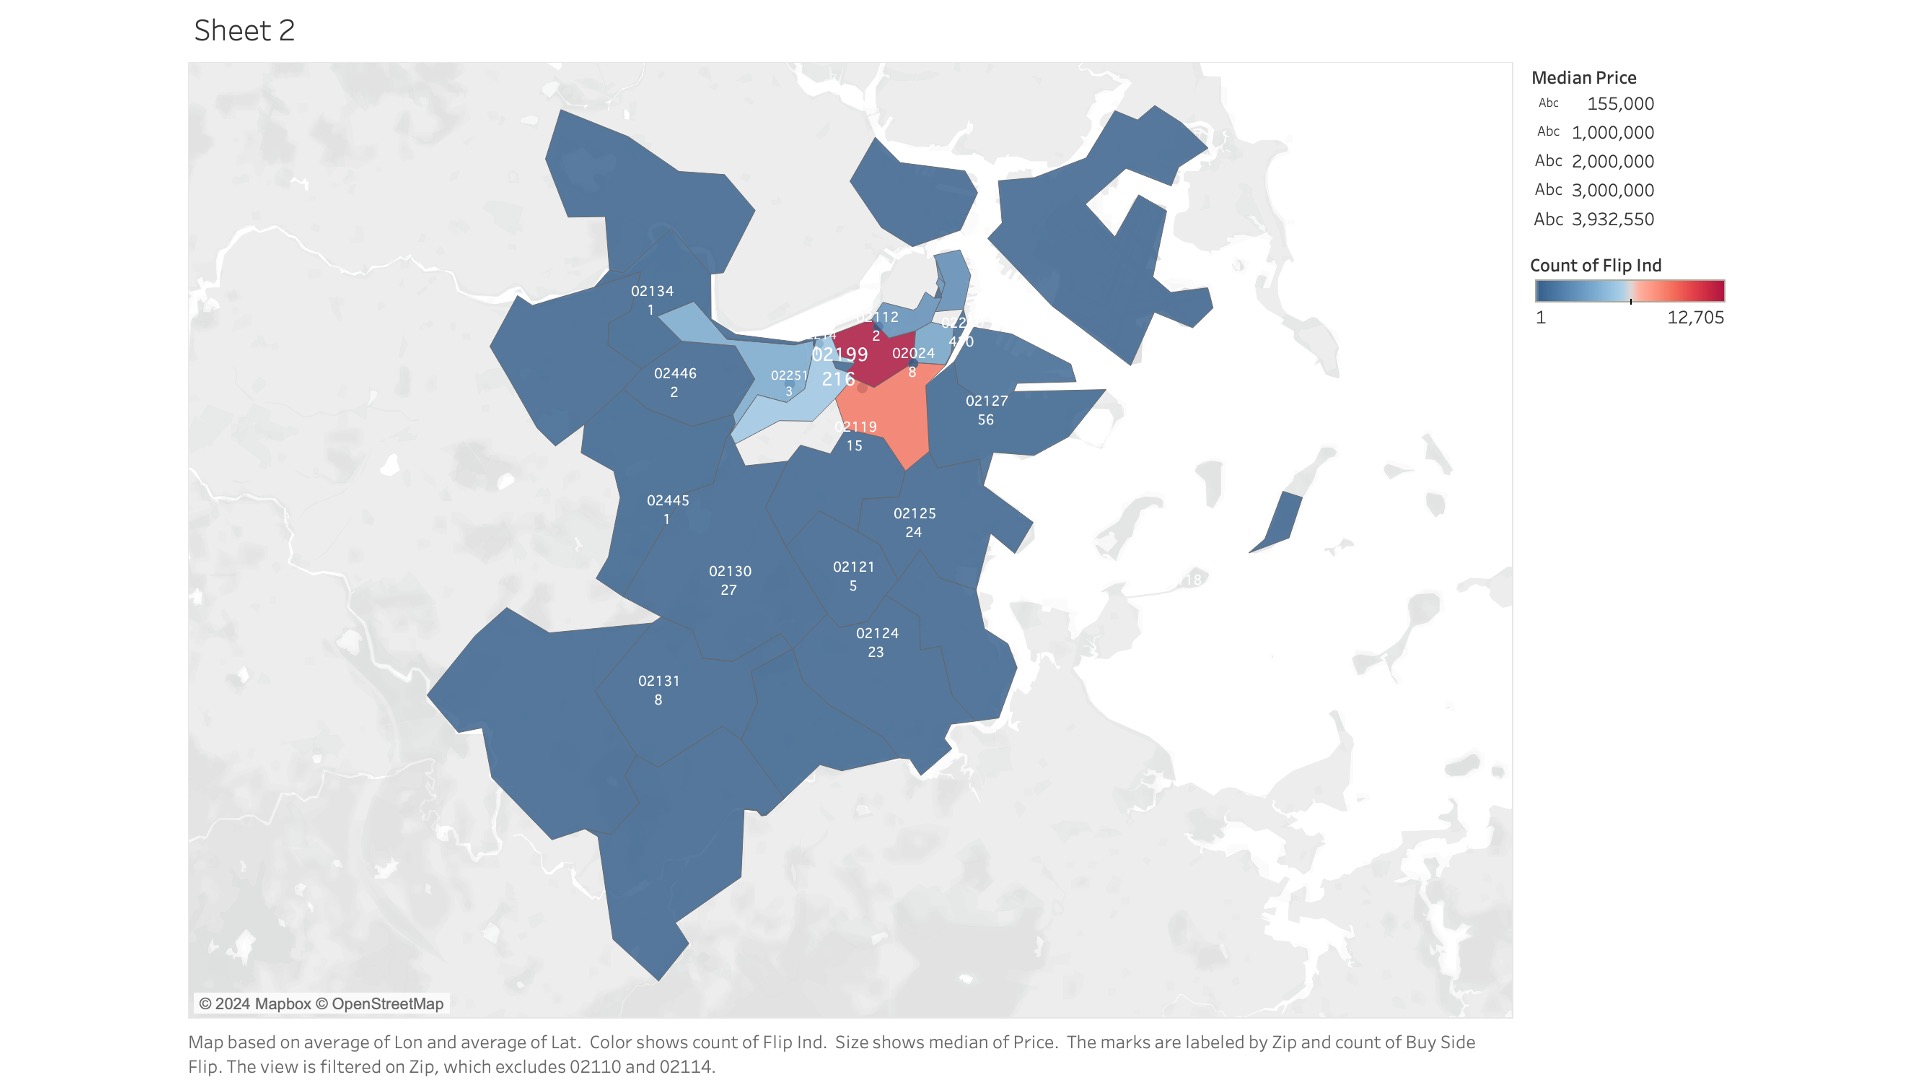 Sheet 2
Median Price
Abc 155,000
Abc 1,000,000
Abc 2,000,000
Abc 3,000,000
Abc 3,932,550
Count of Flip Ind
1 12,705
02134
1
02112
2
02199
216
02024
8
02446
2
02251
3
02127
56
02119
15
02445
1
02125
24
02130
27
02121
5
02124
23
02131
8
© 2024 Mapbox © OpenStreetMap
Map based on average of Lon and average of Lat. Color shows count of Flip Ind. Size shows median of Price. The marks are labeled by Zip and count of Buy Side
Flip. The view is filtered on Zip, which excludes 02110 and 02114.